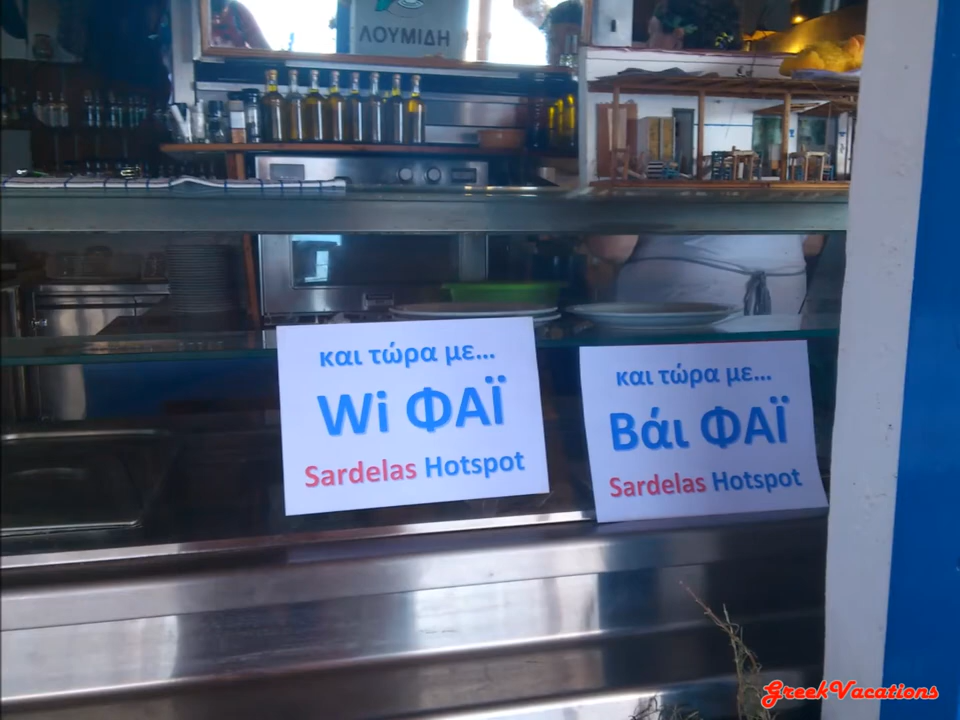 ΛΟΥΜΙΔΗ
και τώρα με...
Wi ΦΑΪ
Sardelas Hotspot
και τώρα με...
Βάι ΦΑΪ
Sardelas Hotspot
GreekVacations